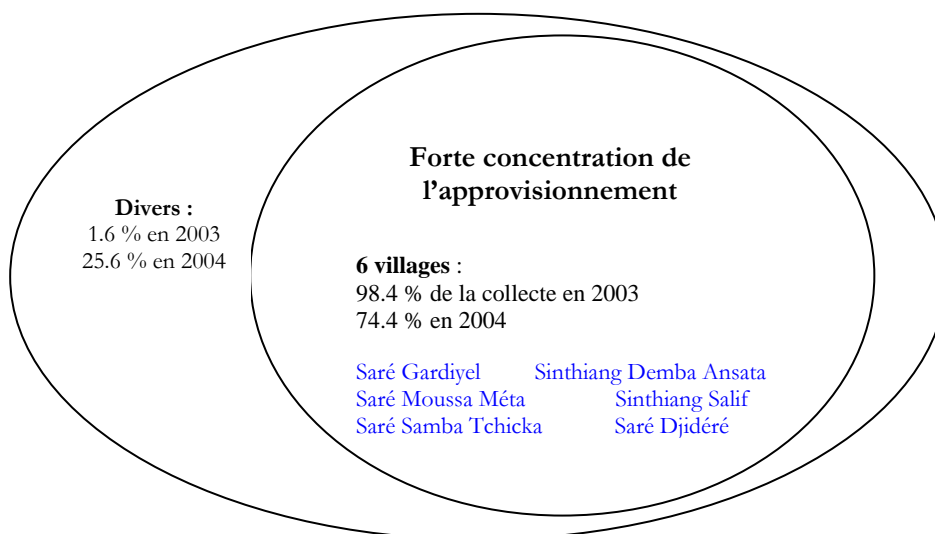 Forte concentration de
l’approvisionnement
Divers :
1.6 % en 2003
25.6 % en 2004
6 villages :
98.4 % de la collecte en 2003
74.4 % en 2004
Saré Gardiyel Sinthiang Demba Ansata
Saré Moussa Méta Sinthiang Salif
Saré Samba Tchicka Saré Djidéré